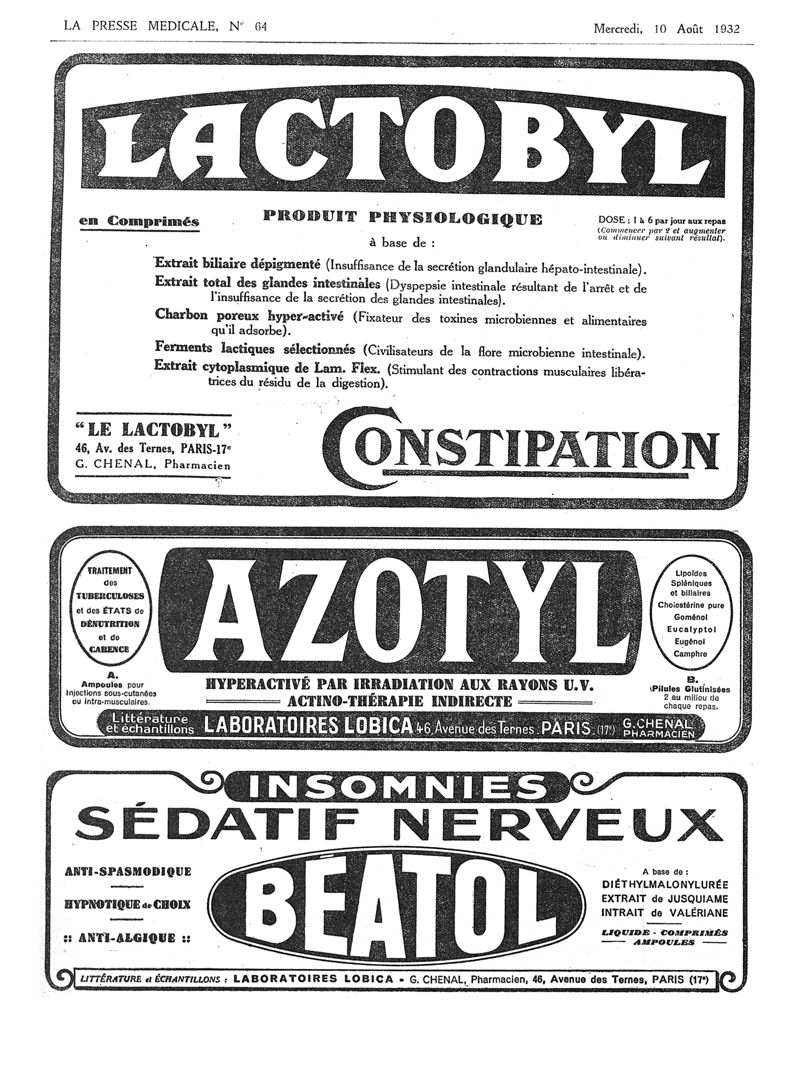 LA PRESSE MEDICALE, N° 64
Mercredi, 10 Août 1932
LACTOBYL
en Comprimés
PRODUIT PHYSIOLOGIQUE
à base de :
DOSE : 1 à 6 par jour aux repas
(Commencer par 2 et augmenter
ou diminuer suivant résultat).
Extrait biliaire dépigmenté (Insuffisance de la secrétion glandulaire hépato-intestinale).
Extrait total des glandes intestinales (Dyspepsie intestinale résultant de l'arrêt et de
l'insuffisance de la secrétion des glandes intestinales).
Charbon poreux hyper-activé (Fixateur des toxines microbiennes et alimentaires
qu'il adsorbe).
Ferments lactiques sélectionnés (Civilisateurs de la flore microbienne intestinale).
Extrait cytoplasmique de Lam. Flex. (Stimulant des contractions musculaires libéra-
trices du résidu de la digestion).
"LE LACTOBYL"
46, Av. des Ternes, PARIS-17e
G. CHENAL, Pharmacien
CONSTIPATION
TRAITEMENT
des
TUBERCULOSES
et des ÉTATS de
DÉNUTRITION
et de
CARENCE
A.
Ampoules pour
Injections sous-cutanées
ou intra-musculaires.
AZOTYL
HYPERACTIVÉ PAR IRRADIATION AUX RAYONS U.V.
ACTINO-THÉRAPIE INDIRECTE
Lipoïdes
Spléniques
et biliaires
Cholestérine pure
Goménol
Eucalyptol
Eugénol
Camphre
B.
Pilules Glutinisées
2 au milieu de
chaque repas.
Littérature
et échantillons
LABORATOIRES LOBICA 46, Avenue des Ternes. PARIS (17e)
G. CHENAL
PHARMACIEN
INSOMNIES
SÉDATIF NERVEUX
ANTI-SPASMODIQUE
HYPNOTIQUE de CHOIX
:: ANTI-ALGIQUE ::
BÉATOL
A base de :
DIÉTHYLMALONYLURÉE
EXTRAIT de JUSQUIAME
INTRAIT de VALÉRIANE
LIQUIDE - COMPRIMÉS
AMPOULES
LITTÉRATURE et ÉCHANTILLONS : LABORATOIRES LOBICA - G. CHENAL, Pharmacien, 46, Avenue des Ternes, PARIS (17e)